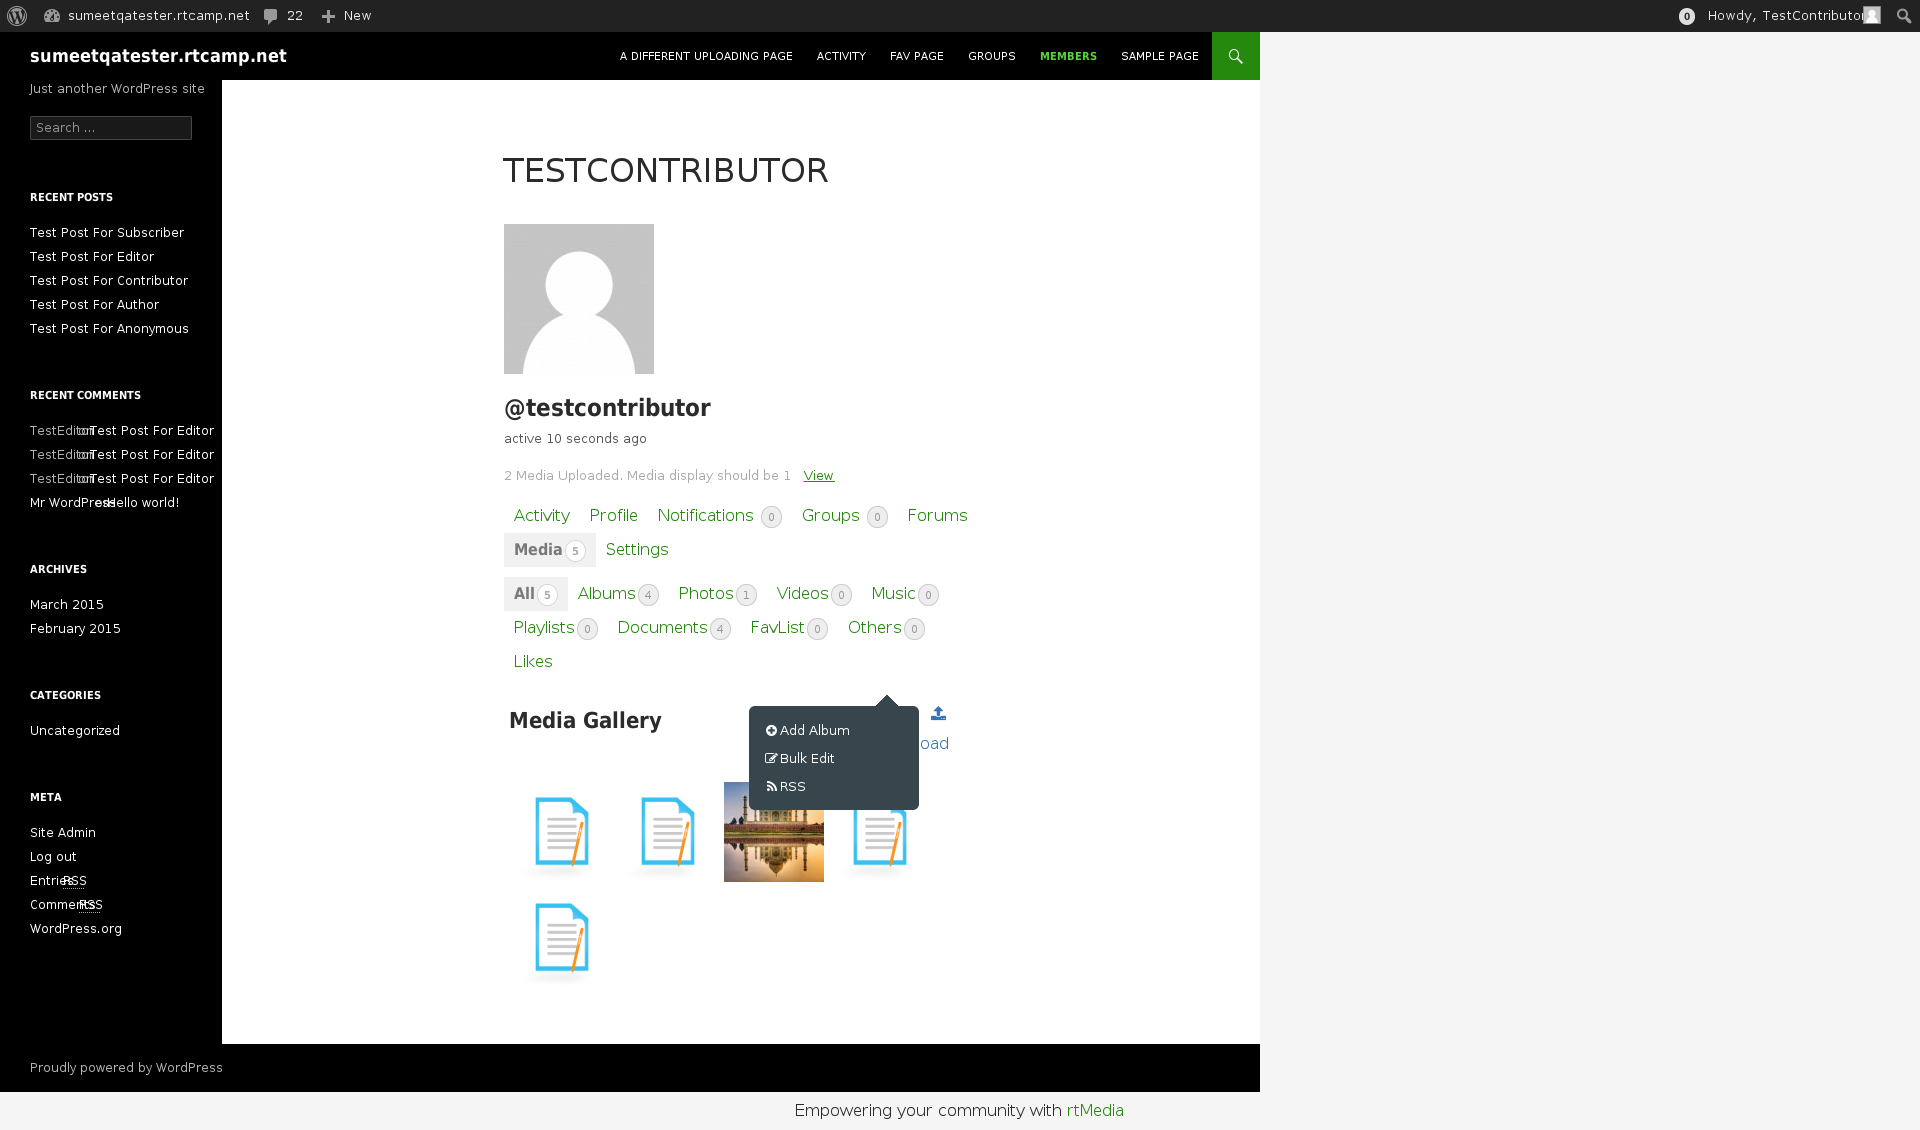 sumeetqatester.rtcamp.net 22 New 0 Howdy, TestContributor
sumeetqatester.rtcamp.net A DIFFERENT UPLOADING PAGE ACTIVITY FAV PAGE GROUPS MEMBERS SAMPLE PAGE
Just another WordPress site
Search ...
RECENT POSTS
Test Post For Subscriber
Test Post For Editor
Test Post For Contributor
Test Post For Author
Test Post For Anonymous
RECENT COMMENTS
TestEditor on Test Post For Editor
TestEditor on Test Post For Editor
TestEditor on Test Post For Editor
Mr WordPress on Hello world!
ARCHIVES
March 2015
February 2015
CATEGORIES
Uncategorized
META
Site Admin
Log out
Entries RSS
Comments RSS
WordPress.org
TESTCONTRIBUTOR
@testcontributor
active 10 seconds ago
2 Media Uploaded. Media display should be 1 View
Activity Profile Notifications 0 Groups 0 Forums
Media 5 Settings
All 5 Albums 4 Photos 1 Videos 0 Music 0
Playlists 0 Documents 4 FavList 0 Others 0
Likes
Media Gallery
Add Album
oad
Bulk Edit
RSS
Proudly powered by WordPress
Empowering your community with rtMedia